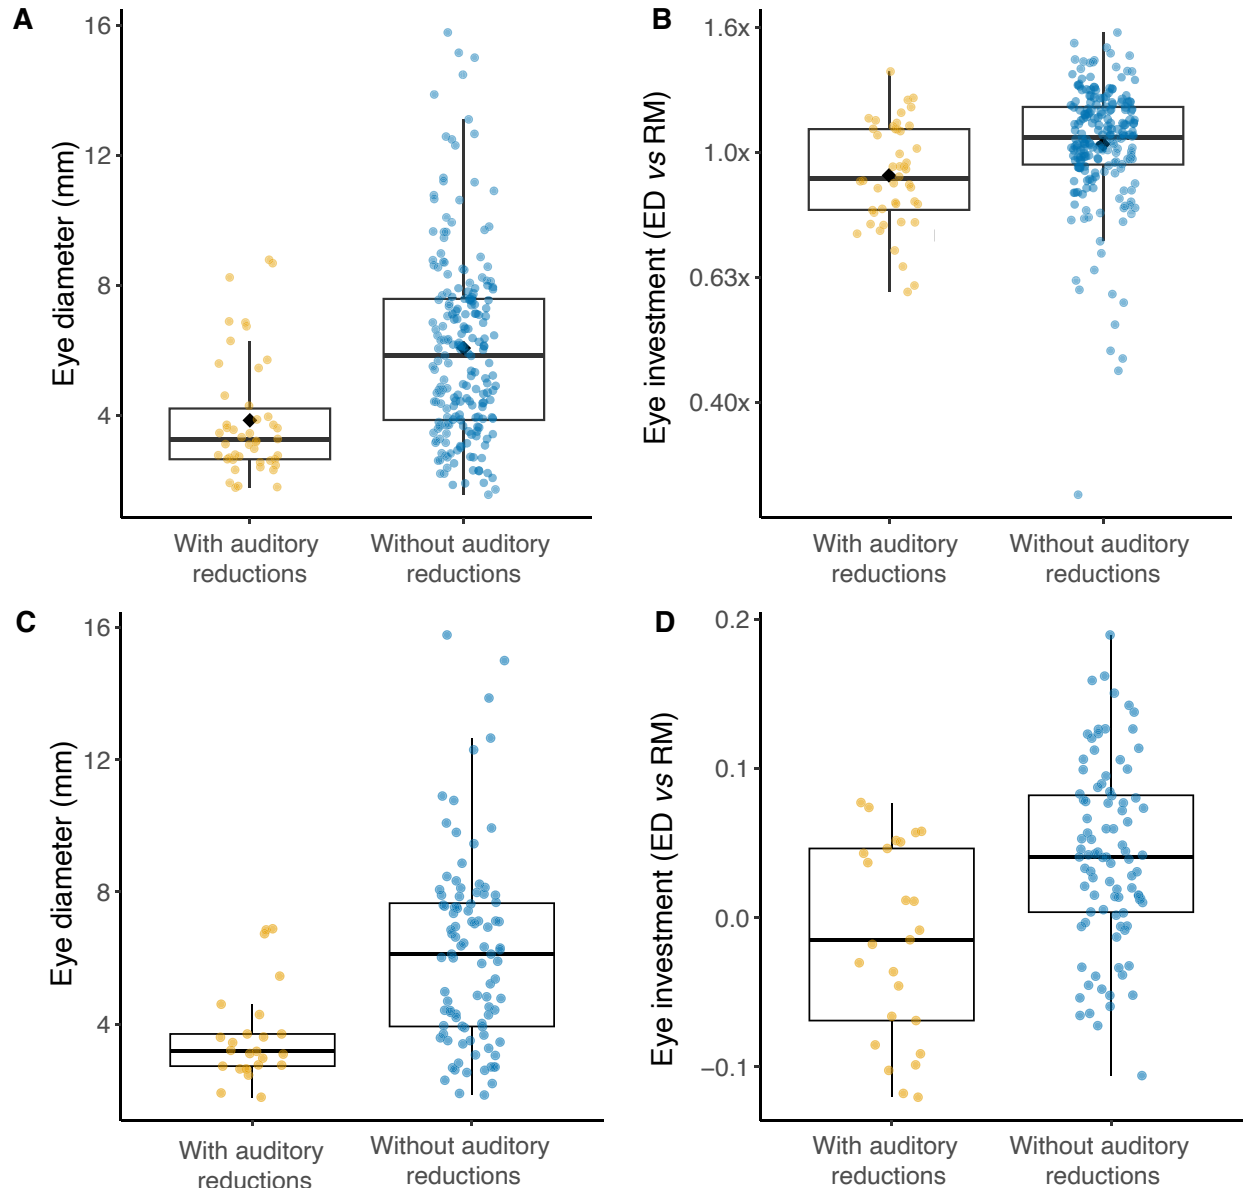 A
Eye diameter (mm)
16
12
8
4
With auditory
reductions
Without auditory
reductions
B
Eye investment (ED vs RM)
1.6x
1.0x
0.63x
0.40x
With auditory
reductions
Without auditory
reductions
C
Eye diameter (mm)
16
12
8
4
With auditory
reductions
Without auditory
reductions
D
Eye investment (ED vs RM)
0.2
0.1
0.0
−0.1
With auditory
reductions
Without auditory
reductions